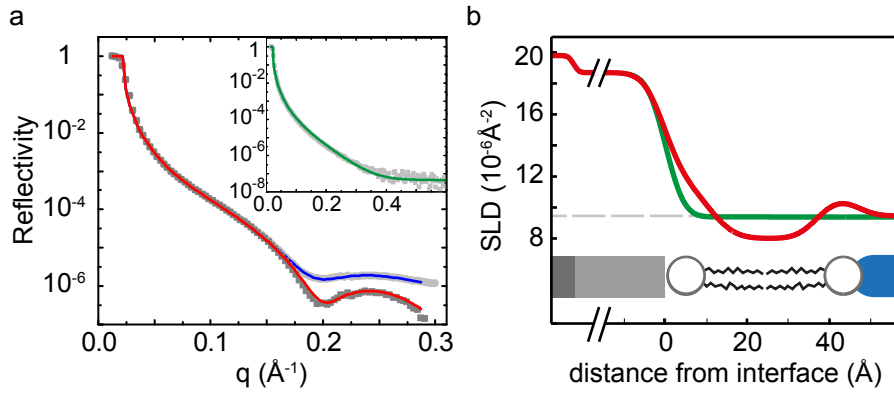 a
Reflectivity
1
10-2
10-4
10-6
0.0 0.1 0.2 0.3
q (Å-1)
1
10-2
10-4
10-6
10-8
0.0 0.2 0.4
b
SLD (10-6Å-2)
20
16
12
8
0 20 40
distance from interface (Å)